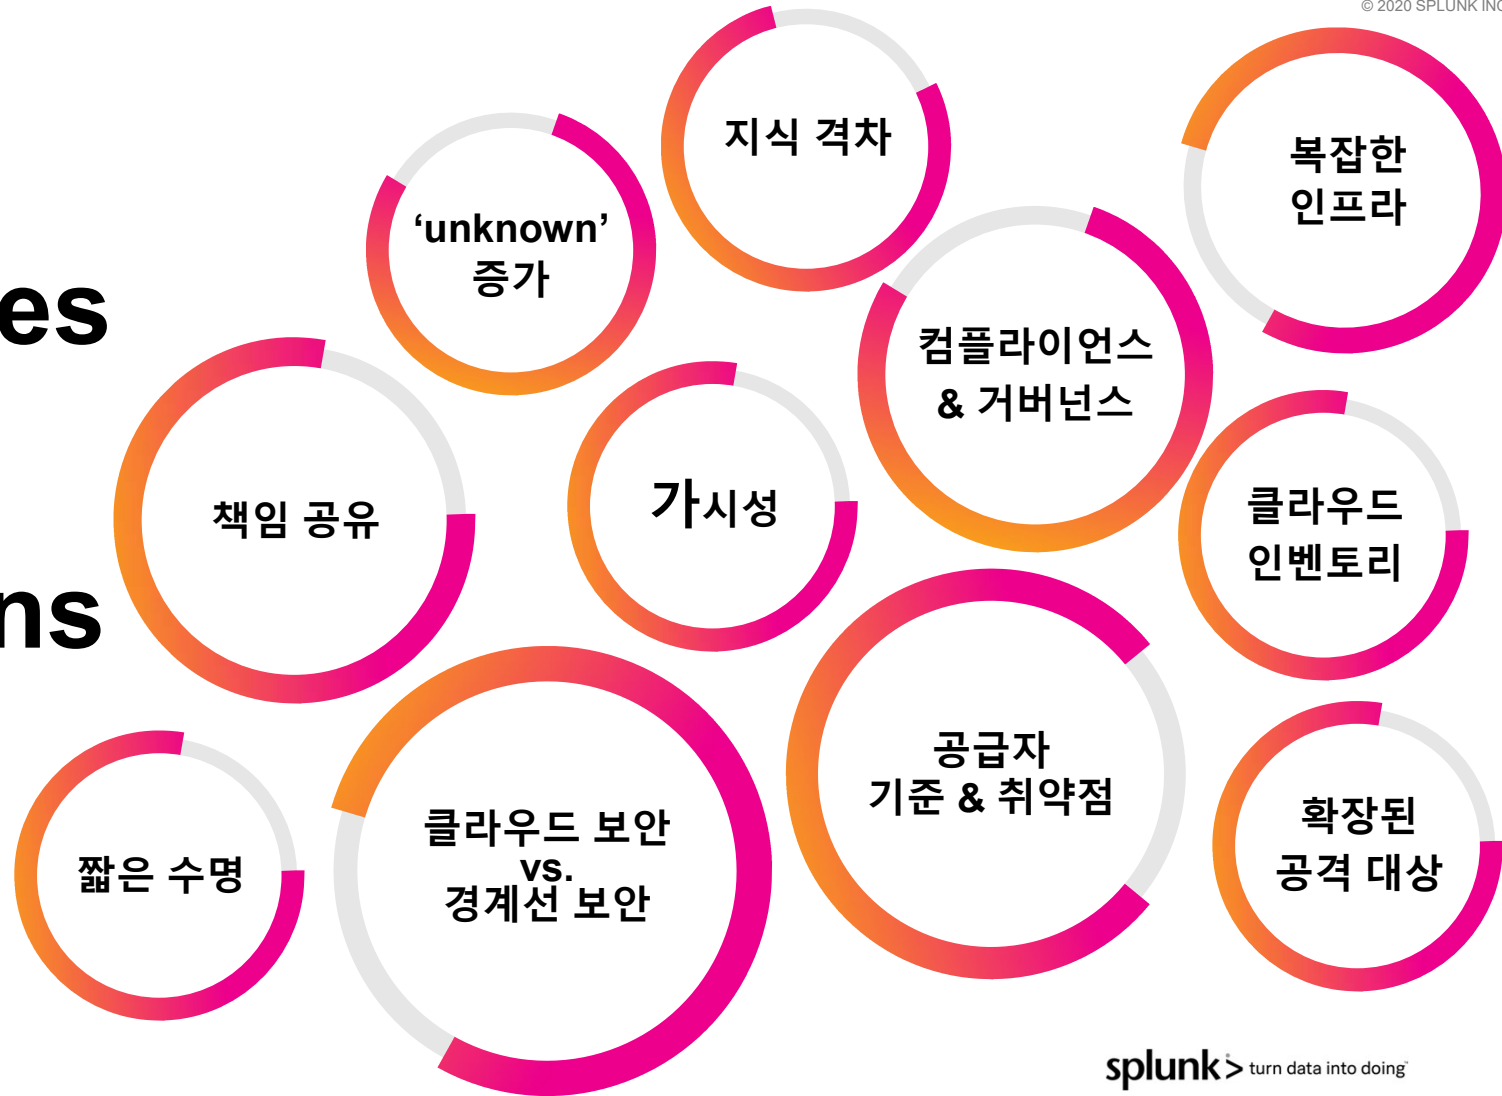 © 2020 SPLUNK INC
지식 격차
복잡한
인프라
‘unknown’
증가
es
컴플라이언스
& 거버넌스
책임 공유
가시성
클라우드
인벤토리
ns
공급자
기준 & 취약점
클라우드 보안
vs.
경계선 보안
짧은 수명
확장된
공격 대상
splunk> turn data into doing™